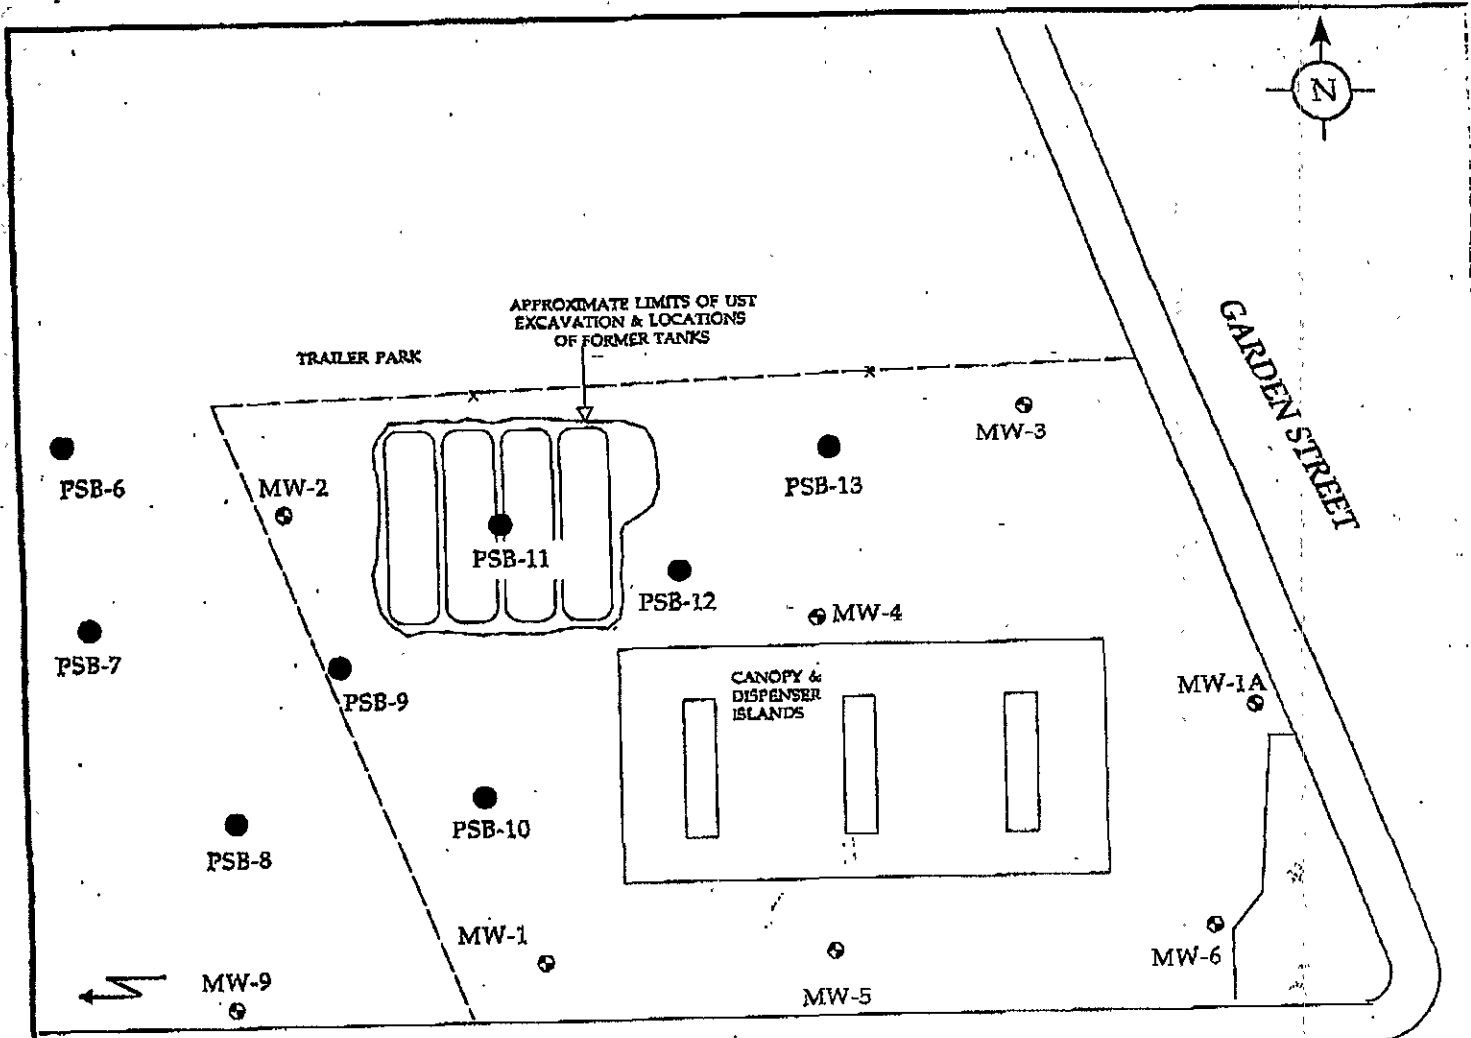 N
APPROXIMATE LIMITS OF UST
EXCAVATION & LOCATIONS
OF FORMER TANKS
TRAILER PARK
GARDEN STREET
MW-3
PSB-6
MW-2
PSB-13
PSB-11
PSB-12
MW-4
PSB-7
CANOPY &
DISPENSER
ISLANDS
MW-1A
PSB-9
PSB-10
PSB-8
MW-1
MW-6
MW-9
MW-5